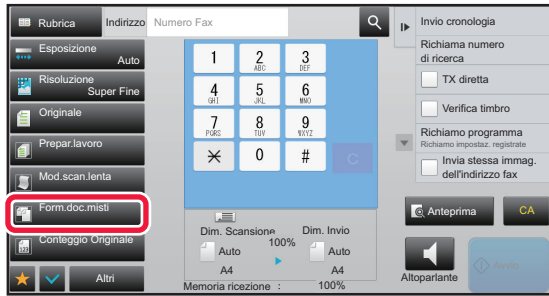 Rubrica
Indirizzo
Numero Fax
Invio cronologia
Esposizione
Auto
Risoluzione
Super Fine
Originale
Prepar.lavoro
Mod.scan.lenta
Form.doc.misti
Conteggio Originale
123
Altri
1
2
ABC
3
DEF
4
GHI
5
JKL
6
MNO
7
PQRS
8
TUV
9
WXYZ
0
#
C
Dim. Scansione
100%
Dim. Invio
Auto
Auto
A4
A4
Memoria ricezione : 100%
Richiama numero
di ricerca
TX diretta
Verifica timbro
Richiamo programma
Richiamo impostaz. registrate
Invia stessa immag.
dell'indirizzo fax
Anteprima
CA
Altoparlante
Avvio